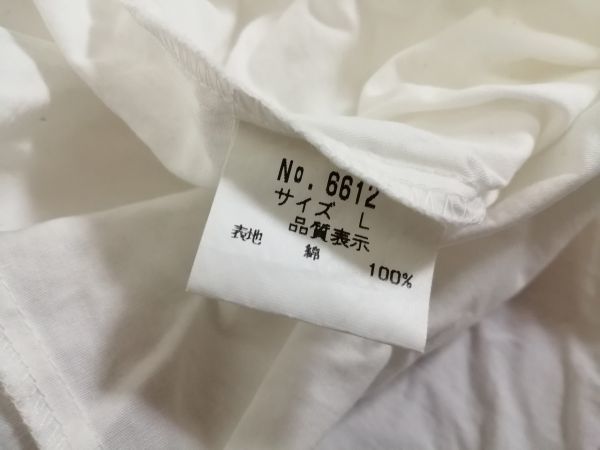 No. 6612
サイズ L
品質表示
表地 綿 100%